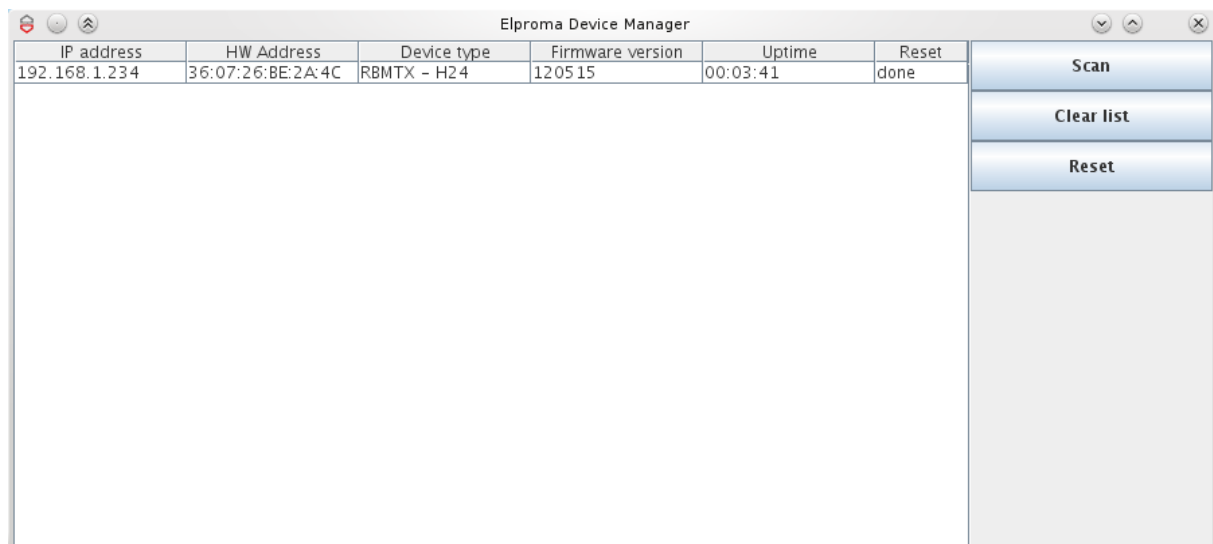 Elproma Device Manager
IP address HW Address Device type Firmware version Uptime Reset
192.168.1.234 36:07:26:BE:2A:4C RBMTX - H24 120515 00:03:41 done
Scan
Clear list
Reset